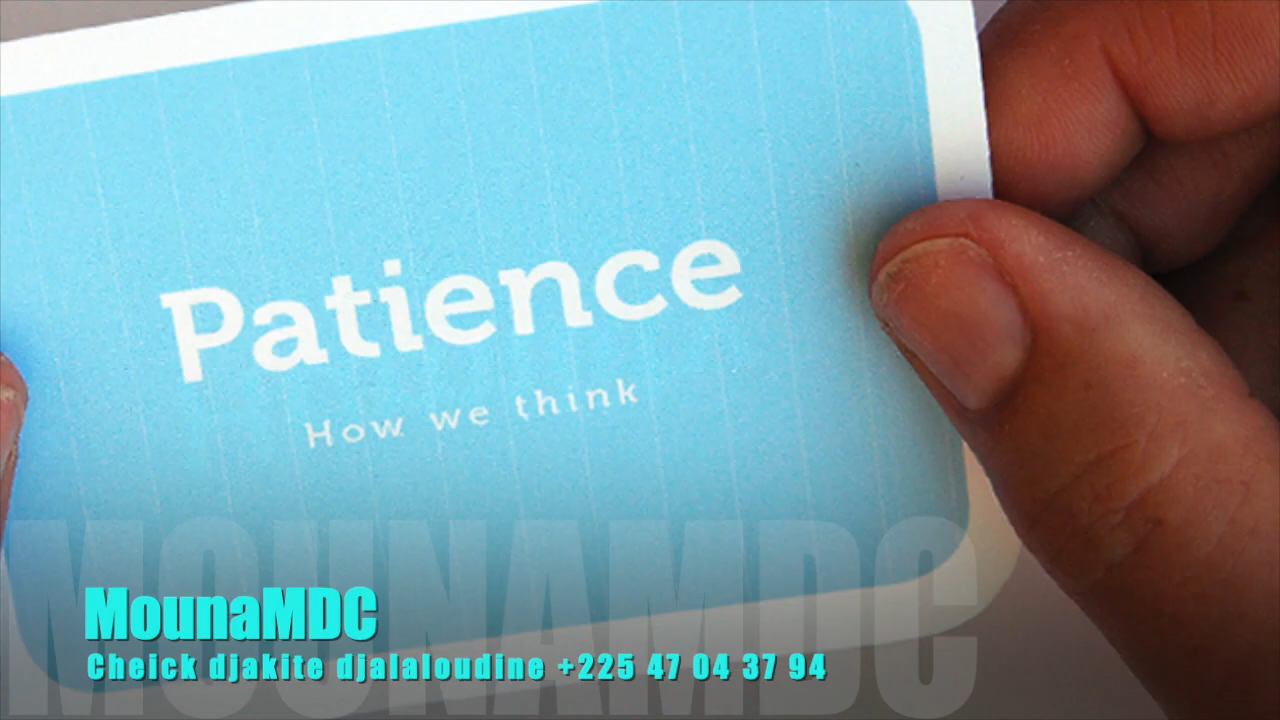 Patience
How we think
MOUNAMDC
MounaMDC
Cheick djakite djalaloudine +225 47 04 37 94